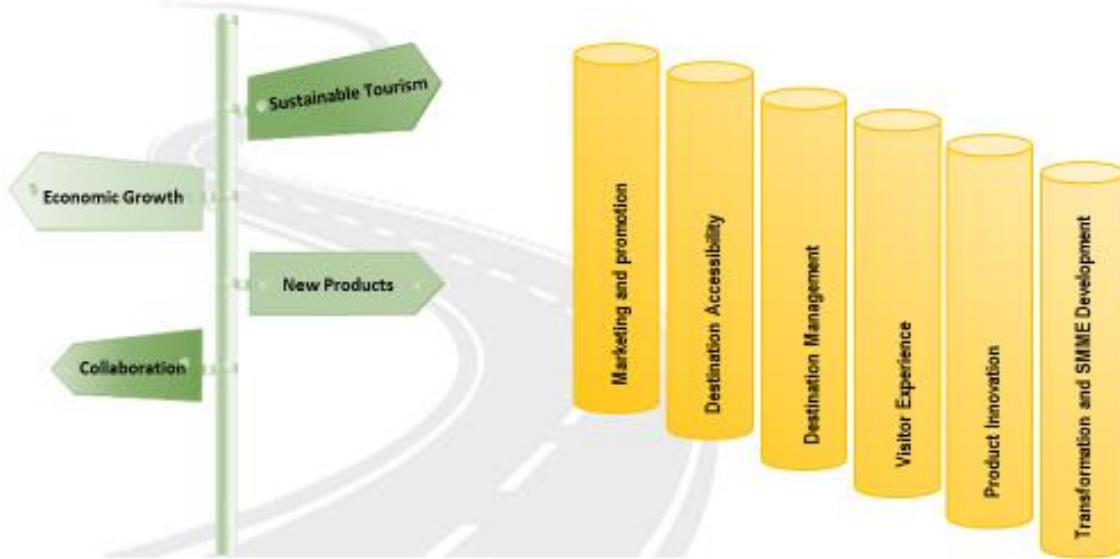 Sustainable Tourism
Economic Growth
New Products
Collaboration
Marketing and promotion
Destination Accessibility
Destination Management
Visitor Experience
Product Innovation
Transformation and SMME Development